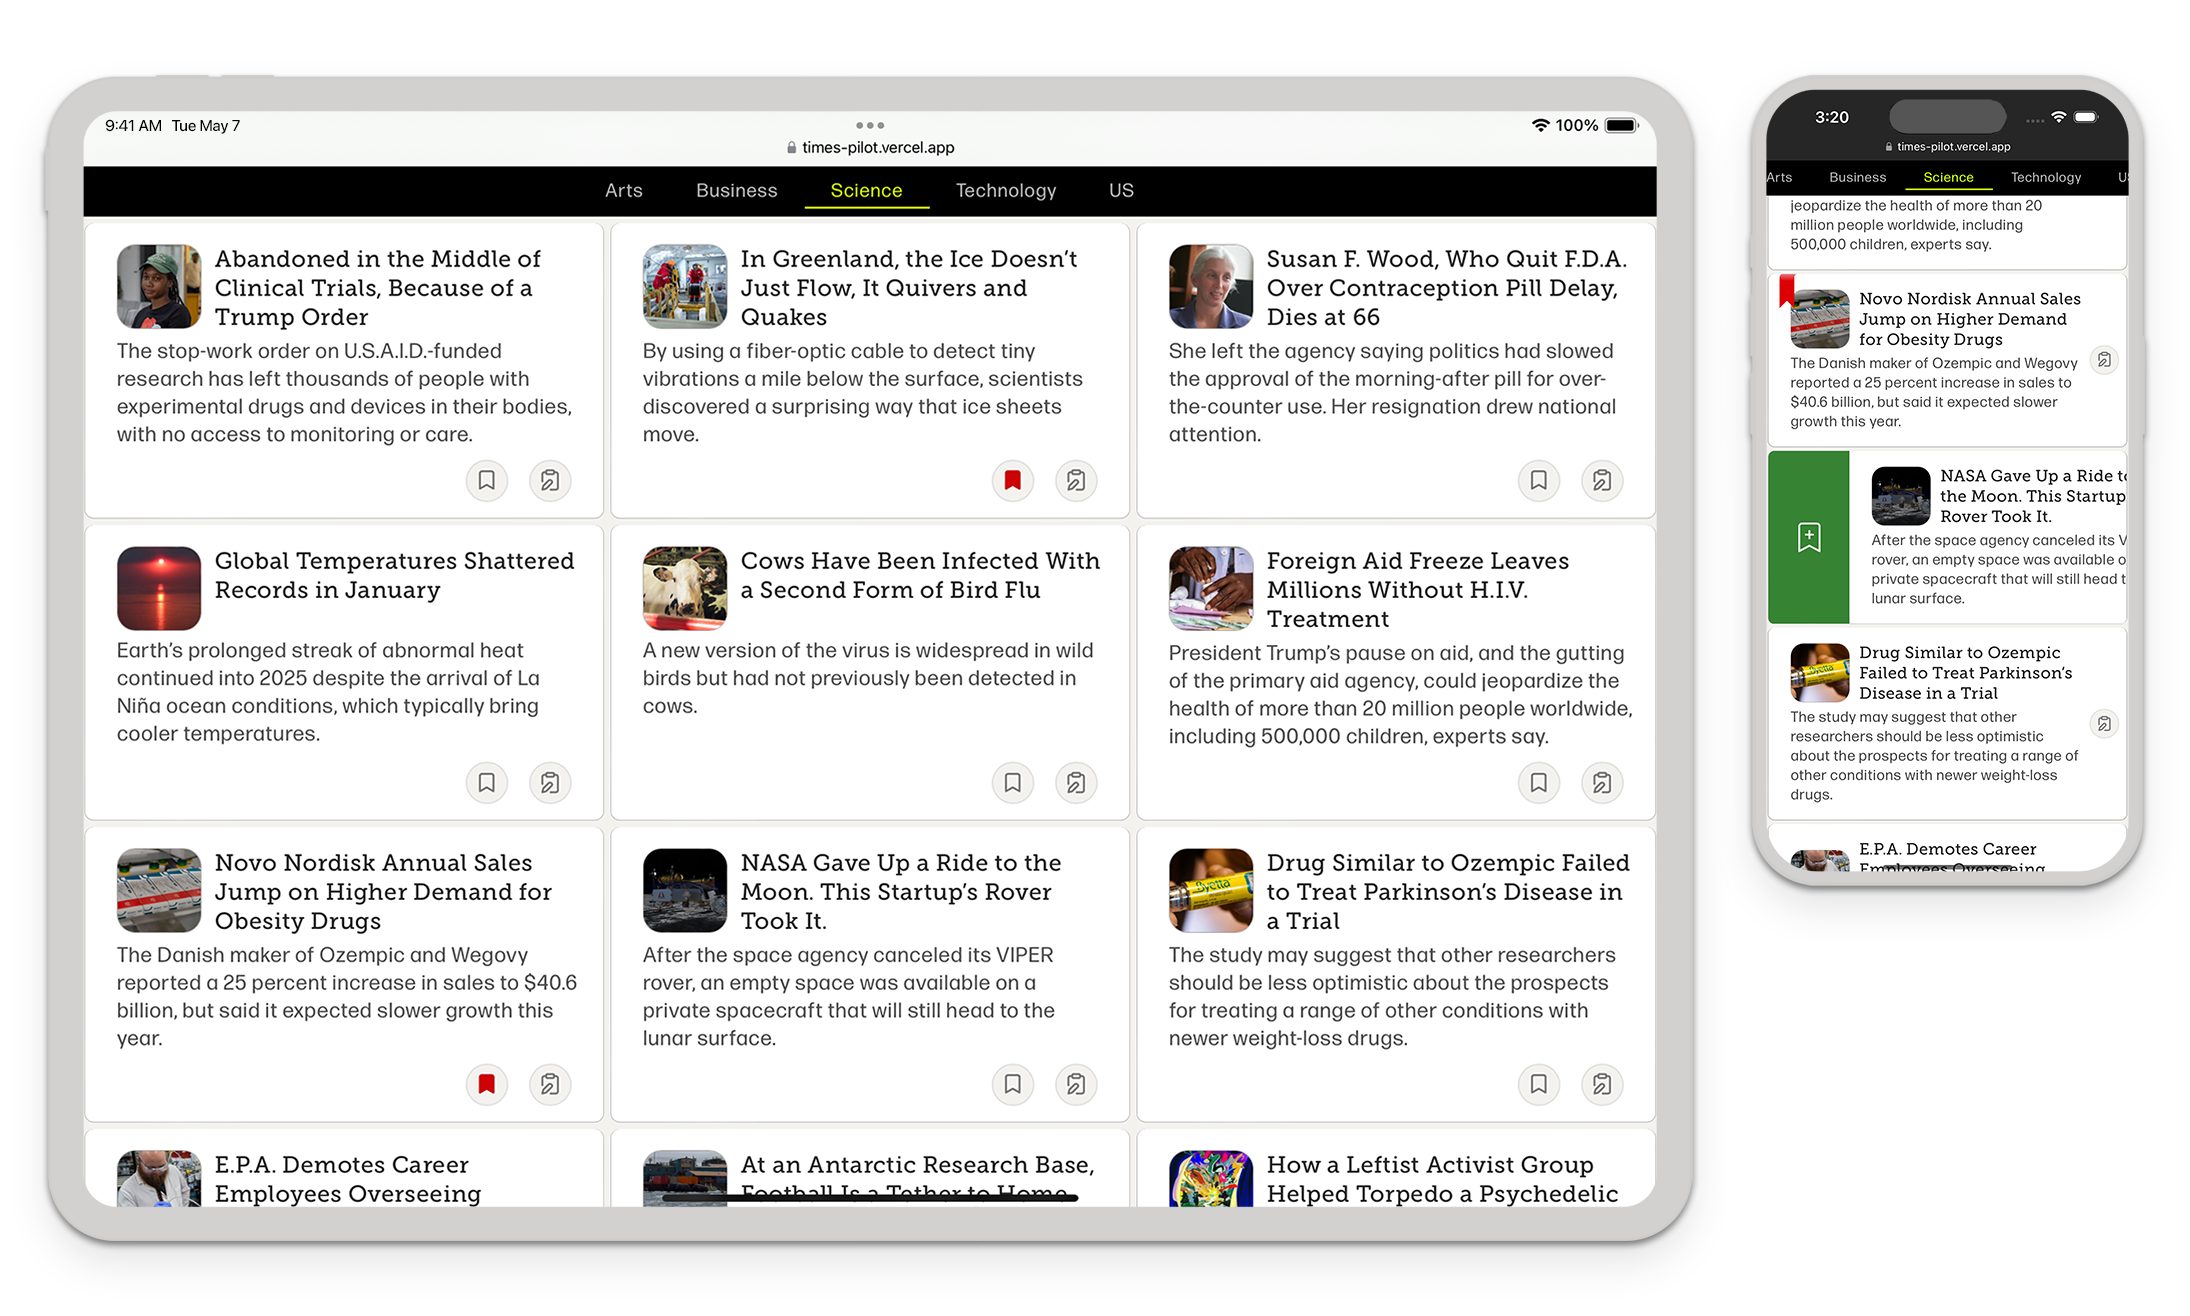 9:41 AM Tue May 7
100%
times-pilot.vercel.app
Arts Business Science Technology US
Abandoned in the Middle of
Clinical Trials, Because of a
Trump Order
The stop-work order on U.S.A.I.D.-funded
research has left thousands of people with
experimental drugs and devices in their bodies,
with no access to monitoring or care.
In Greenland, the Ice Doesn’t
Just Flow, It Quivers and
Quakes
By using a fiber-optic cable to detect tiny
vibrations a mile below the surface, scientists
discovered a surprising way that ice sheets
move.
Susan F. Wood, Who Quit F.D.A.
Over Contraception Pill Delay,
Dies at 66
She left the agency saying politics had slowed
the approval of the morning-after pill for over-
the-counter use. Her resignation drew national
attention.
Global Temperatures Shattered
Records in January
Earth’s prolonged streak of abnormal heat
continued into 2025 despite the arrival of La
Niña ocean conditions, which typically bring
cooler temperatures.
Cows Have Been Infected With
a Second Form of Bird Flu
A new version of the virus is widespread in wild
birds but had not previously been detected in
cows.
Foreign Aid Freeze Leaves
Millions Without H.I.V.
Treatment
President Trump’s pause on aid, and the gutting
of the primary aid agency, could jeopardize the
health of more than 20 million people worldwide,
including 500,000 children, experts say.
Novo Nordisk Annual Sales
Jump on Higher Demand for
Obesity Drugs
The Danish maker of Ozempic and Wegovy
reported a 25 percent increase in sales to $40.6
billion, but said it expected slower growth this
year.
NASA Gave Up a Ride to the
Moon. This Startup’s Rover
Took It.
After the space agency canceled its VIPER
rover, an empty space was available on a
private spacecraft that will still head to the
lunar surface.
Drug Similar to Ozempic Failed
to Treat Parkinson’s Disease in
a Trial
Byetta
The study may suggest that other researchers
should be less optimistic about the prospects
for treating a range of other conditions with
newer weight-loss drugs.
E.P.A. Demotes Career
Employees Overseeing
At an Antarctic Research Base,
Football Is a Tether to Home
How a Leftist Activist Group
Helped Torpedo a Psychedelic
3:20
times-pilot.vercel.app
Arts Business Science Technology US
jeopardize the health of more than 20
million people worldwide, including
500,000 children, experts say.
Novo Nordisk Annual Sales
Jump on Higher Demand
for Obesity Drugs
The Danish maker of Ozempic and Wegovy
reported a 25 percent increase in sales to
$40.6 billion, but said it expected slower
growth this year.
NASA Gave Up a Ride to
the Moon. This Startup
Rover Took It.
After the space agency canceled its V
rover, an empty space was available o
private spacecraft that will still head t
lunar surface.
Drug Similar to Ozempic
Failed to Treat Parkinson’s
Disease in a Trial
Byetta
The study may suggest that other
researchers should be less optimistic
about the prospects for treating a range of
other conditions with newer weight-loss
drugs.
E.P.A. Demotes Career
Employees Overseeing